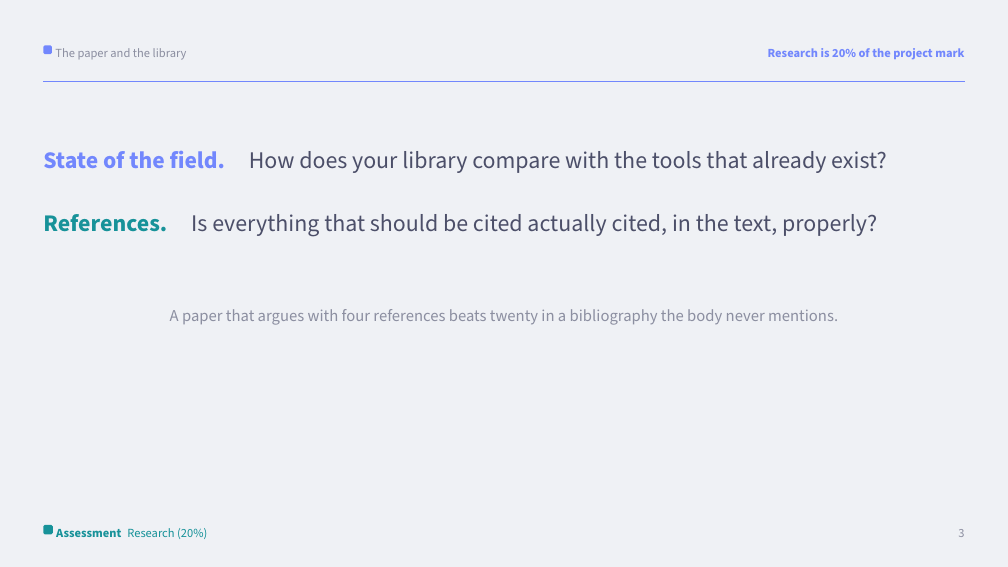 The paper and the library
Research is 20% of the project mark
State of the field. How does your library compare with the tools that already exist?
References. Is everything that should be cited actually cited, in the text, properly?
A paper that argues with four references beats twenty in a bibliography the body never mentions.
Assessment Research (20%)
3